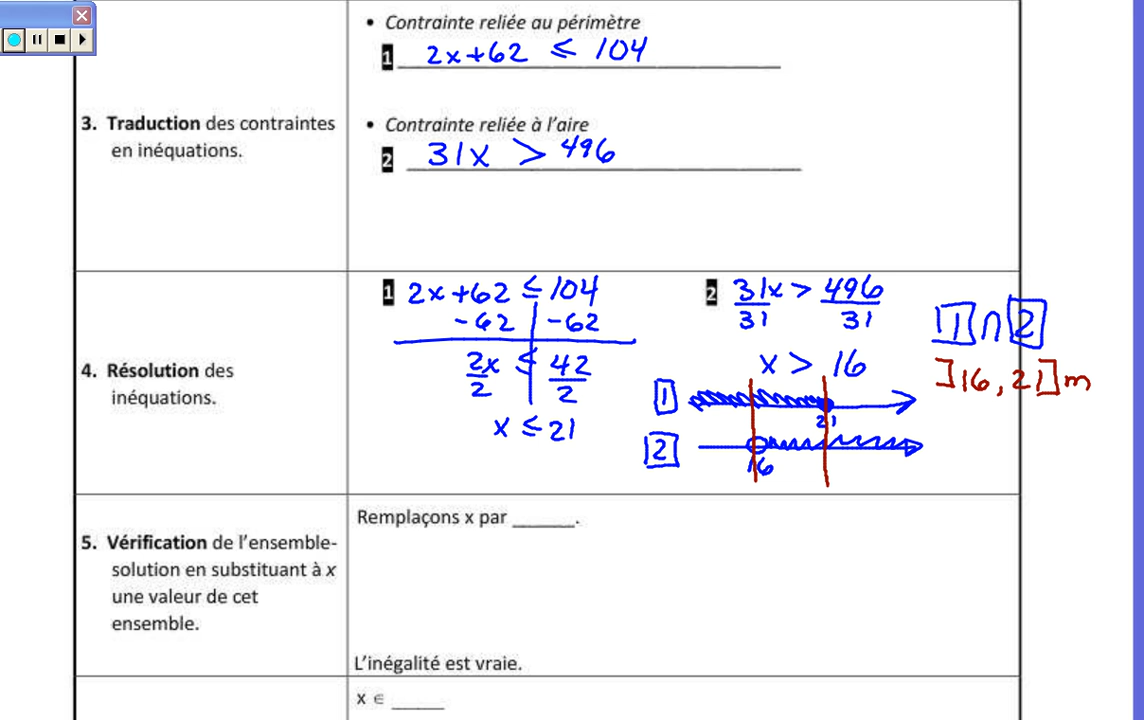 • Contrainte reliée au périmètre
1 2x+62 ≤ 104
3. Traduction des contraintes
en inéquations.
• Contrainte reliée à l'aire
2 31x > 496
4. Résolution des
inéquations.
1 2x+62 ≤ 104
-62 | -62
2x/2 ≤ 42/2
x ≤ 21
2 31x/31 > 496/31
x > 16
1
21
2
16
1 ∩ 2
]16, 21] m
5. Vérification de l'ensemble-
solution en substituant à x
une valeur de cet
ensemble.
Remplaçons x par ______.
L'inégalité est vraie.
x ∈ _____